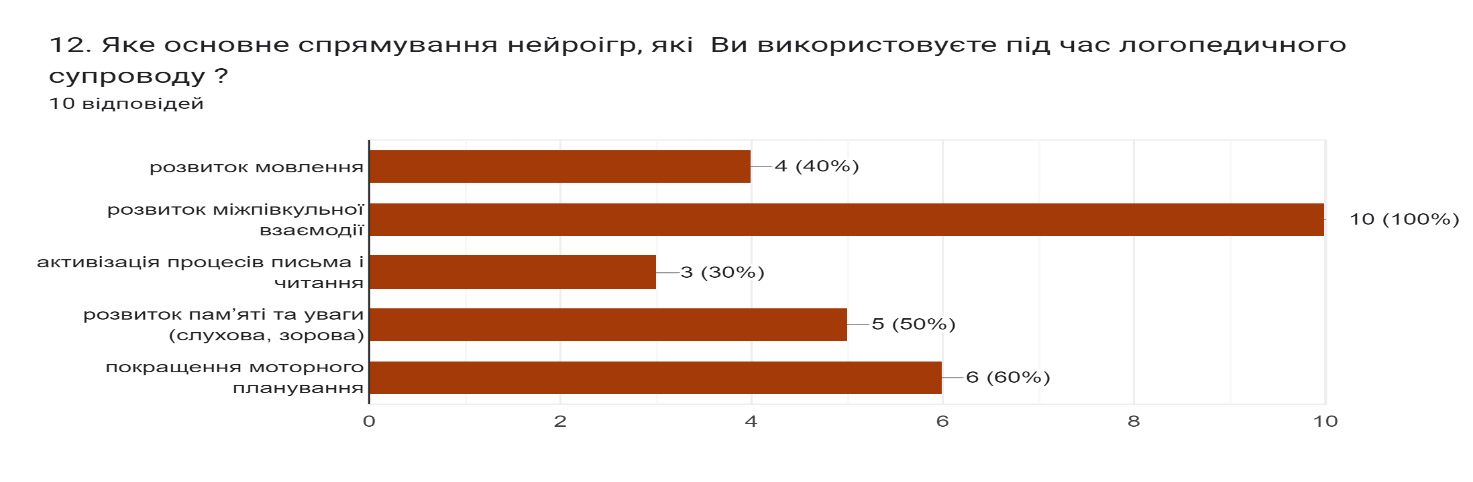 12. Яке основне спрямування нейроігр, які  Ви використовуєте під час логопедичного
супроводу ?
10 відповідей
розвиток мовлення
4 (40%)
розвиток міжпівкульної
взаємодії
10 (100%)
активізація процесів письма і
читання
3 (30%)
розвиток пам’яті та уваги
(слухова, зорова)
5 (50%)
покращення моторного
планування
6 (60%)
0 2 4 6 8 10